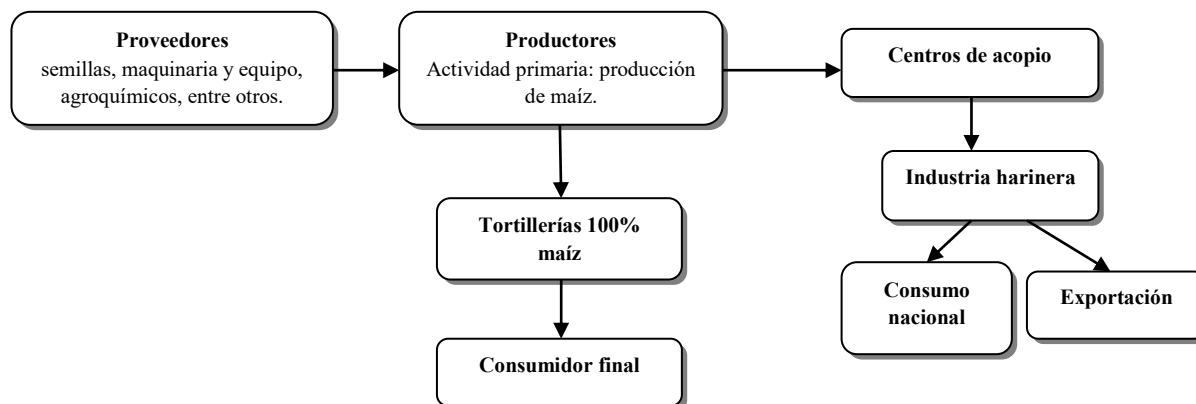 Proveedores
semillas, maquinaria y equipo,
agroquímicos, entre otros.
Productores
Actividad primaria: producción
de maíz.
Centros de acopio
Industria harinera
Tortillerías 100%
maíz
Consumo
nacional
Exportación
Consumidor final